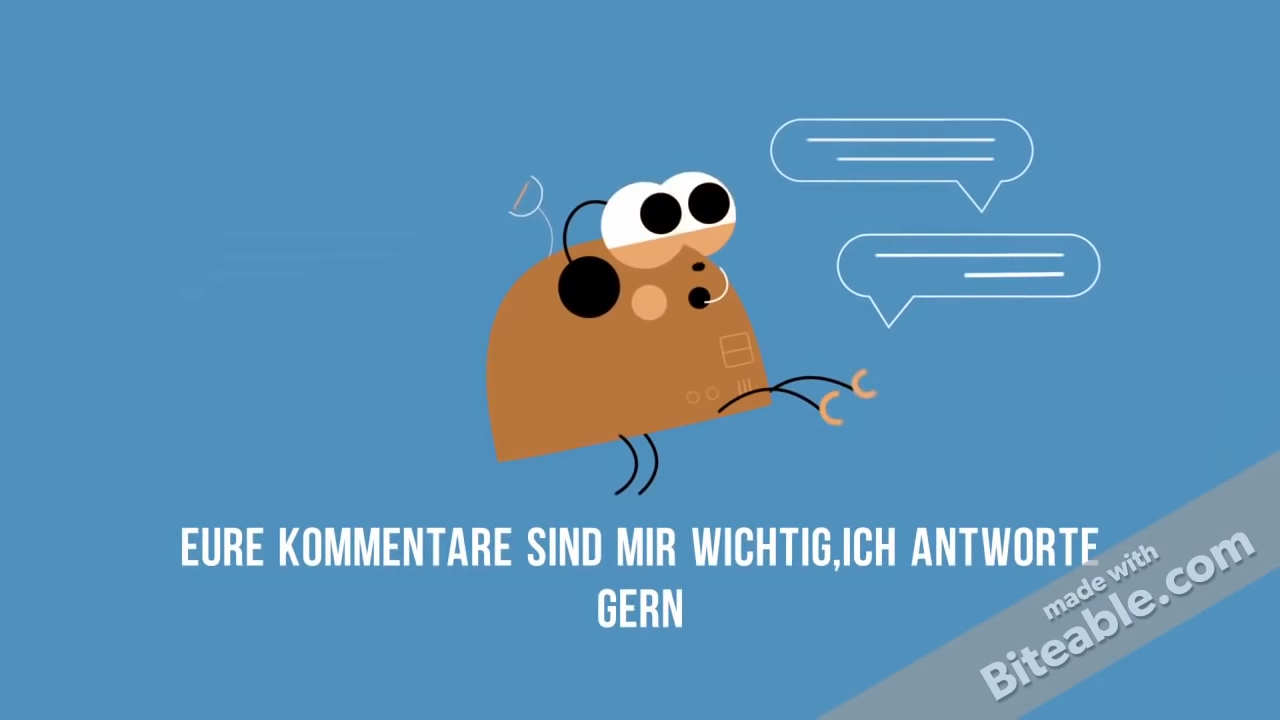 EURE KOMMENTARE SIND MIR WICHTIG,ICH ANTWORTE
GERN
made with
Biteable.com